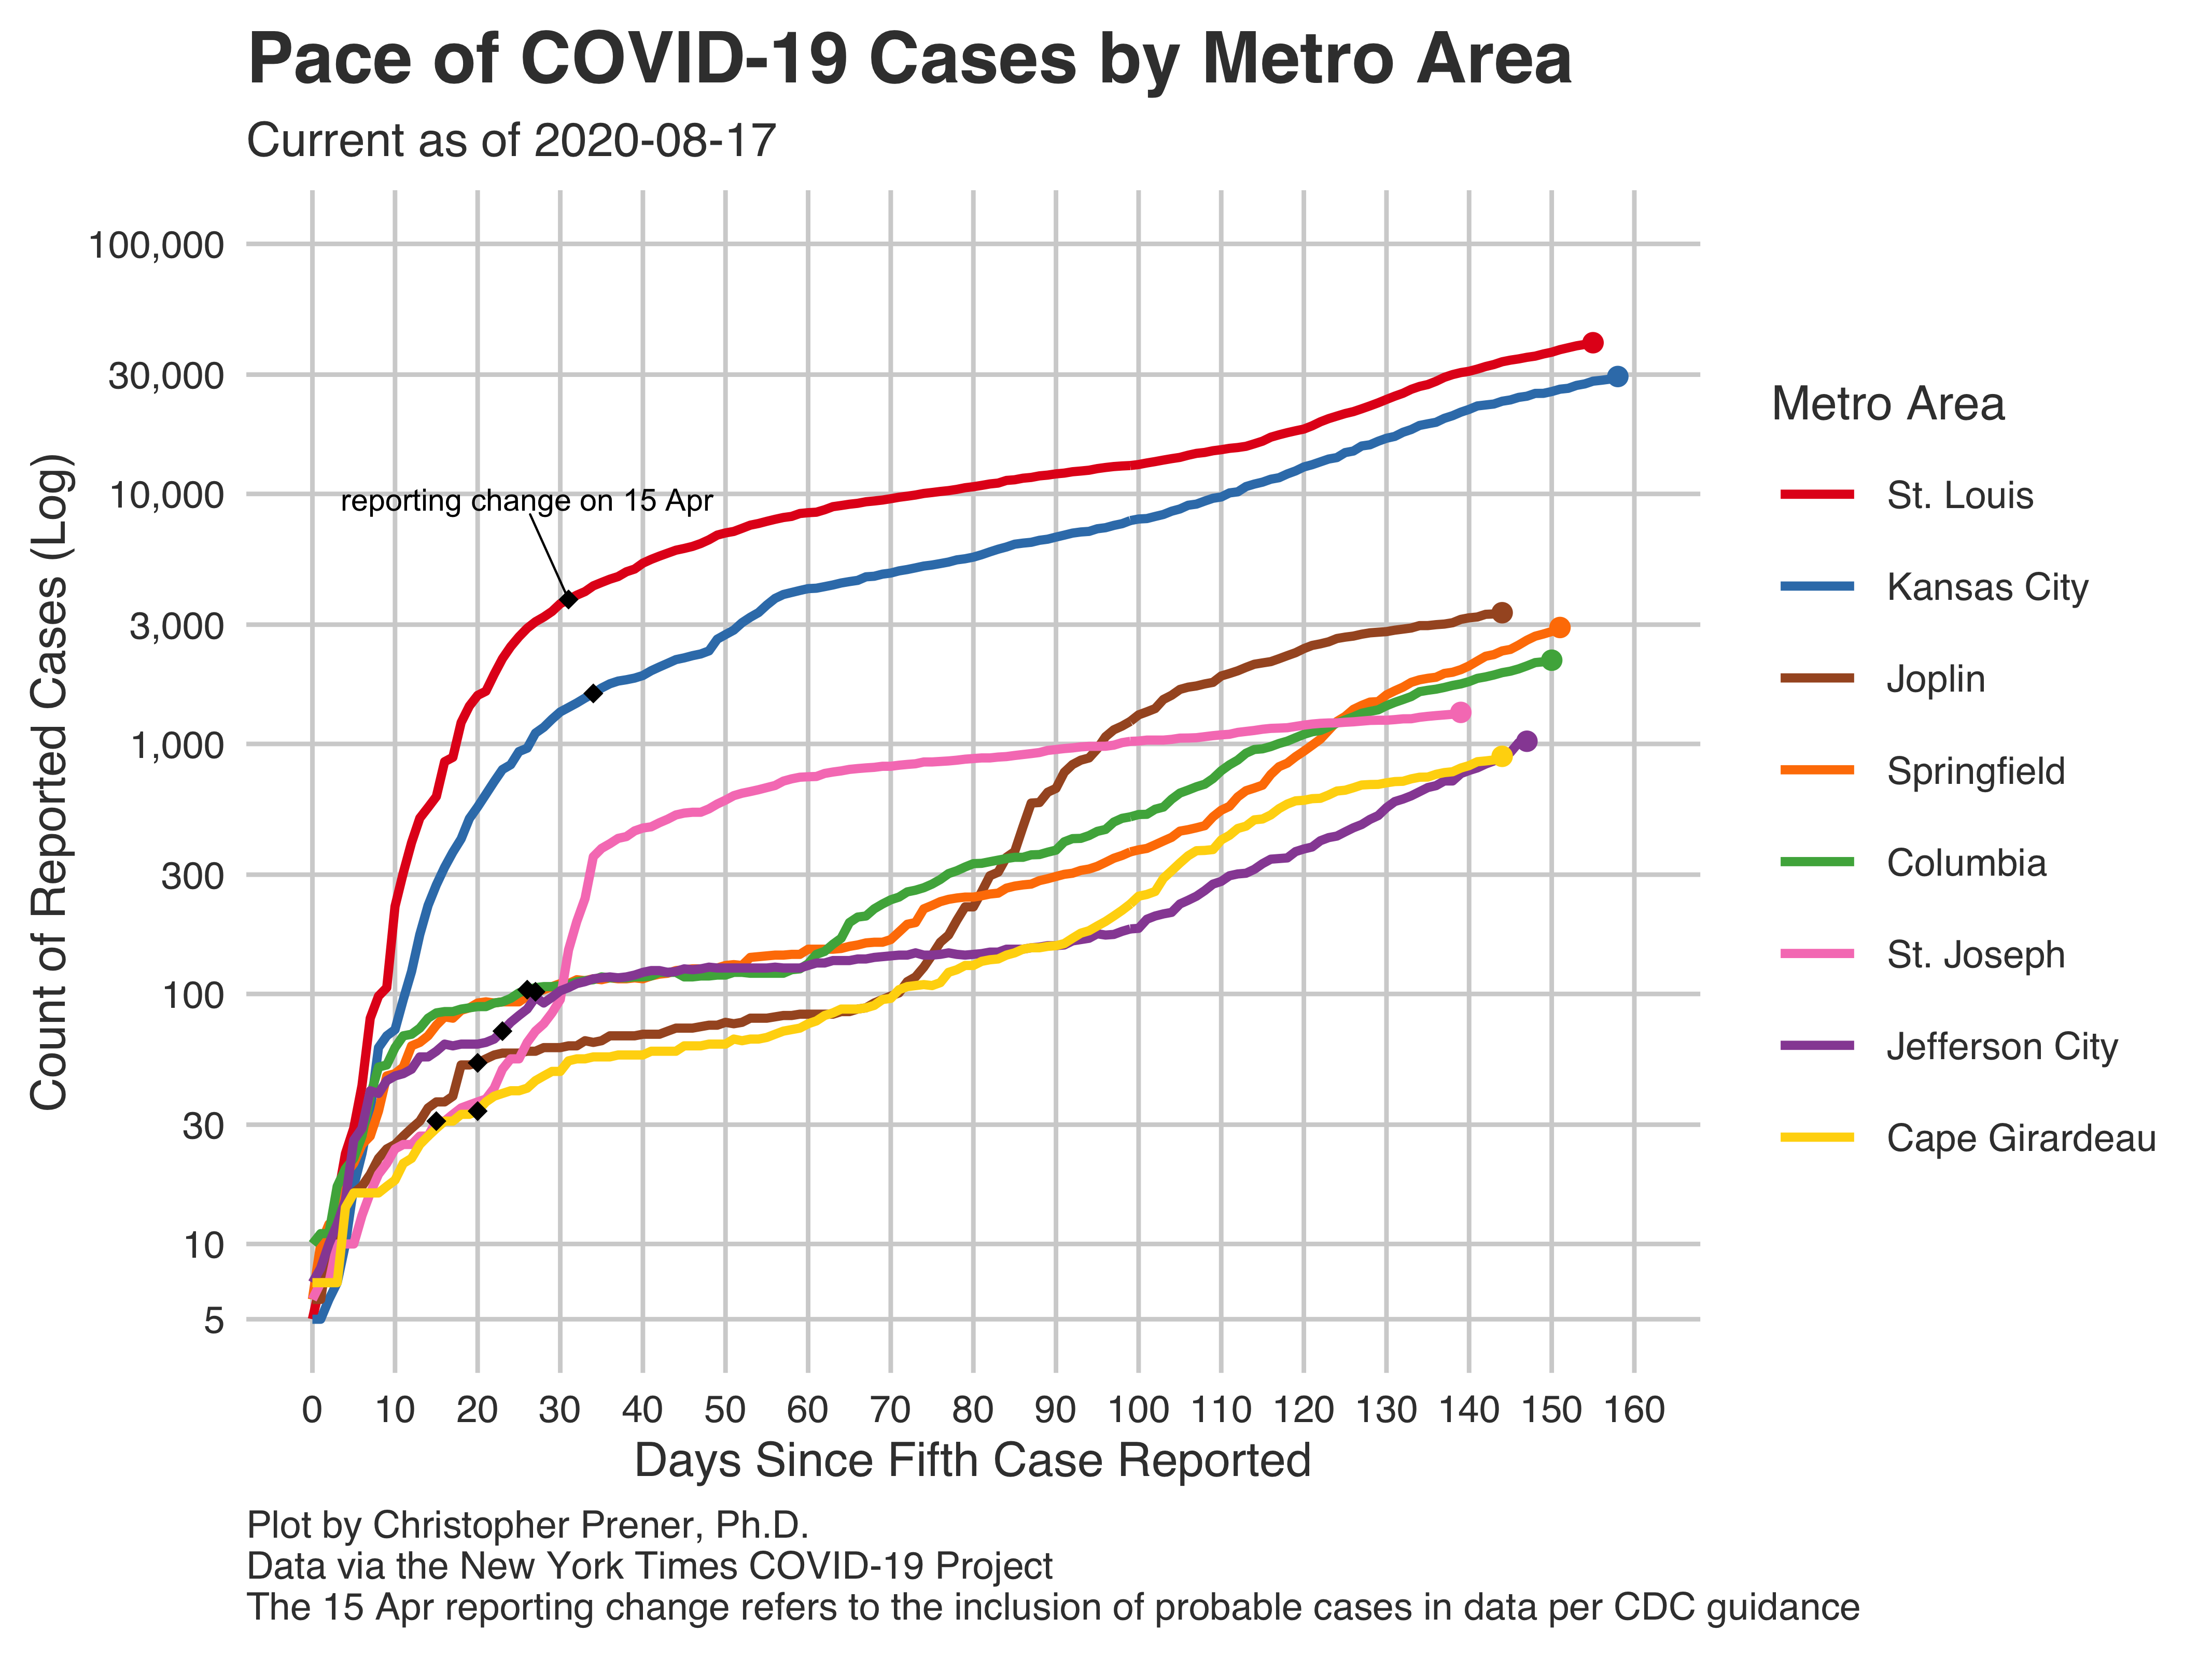 Pace of COVID-19 Cases by Metro Area
Current as of 2020-08-17
Count of Reported Cases (Log)
100,000
30,000
10,000
3,000
1,000
300
100
30
10
5
reporting change on 15 Apr
0 10 20 30 40 50 60 70 80 90 100 110 120 130 140 150 160
Days Since Fifth Case Reported
Metro Area
St. Louis
Kansas City
Joplin
Springfield
Columbia
St. Joseph
Jefferson City
Cape Girardeau
Plot by Christopher Prener, Ph.D.
Data via the New York Times COVID-19 Project
The 15 Apr reporting change refers to the inclusion of probable cases in data per CDC guidance